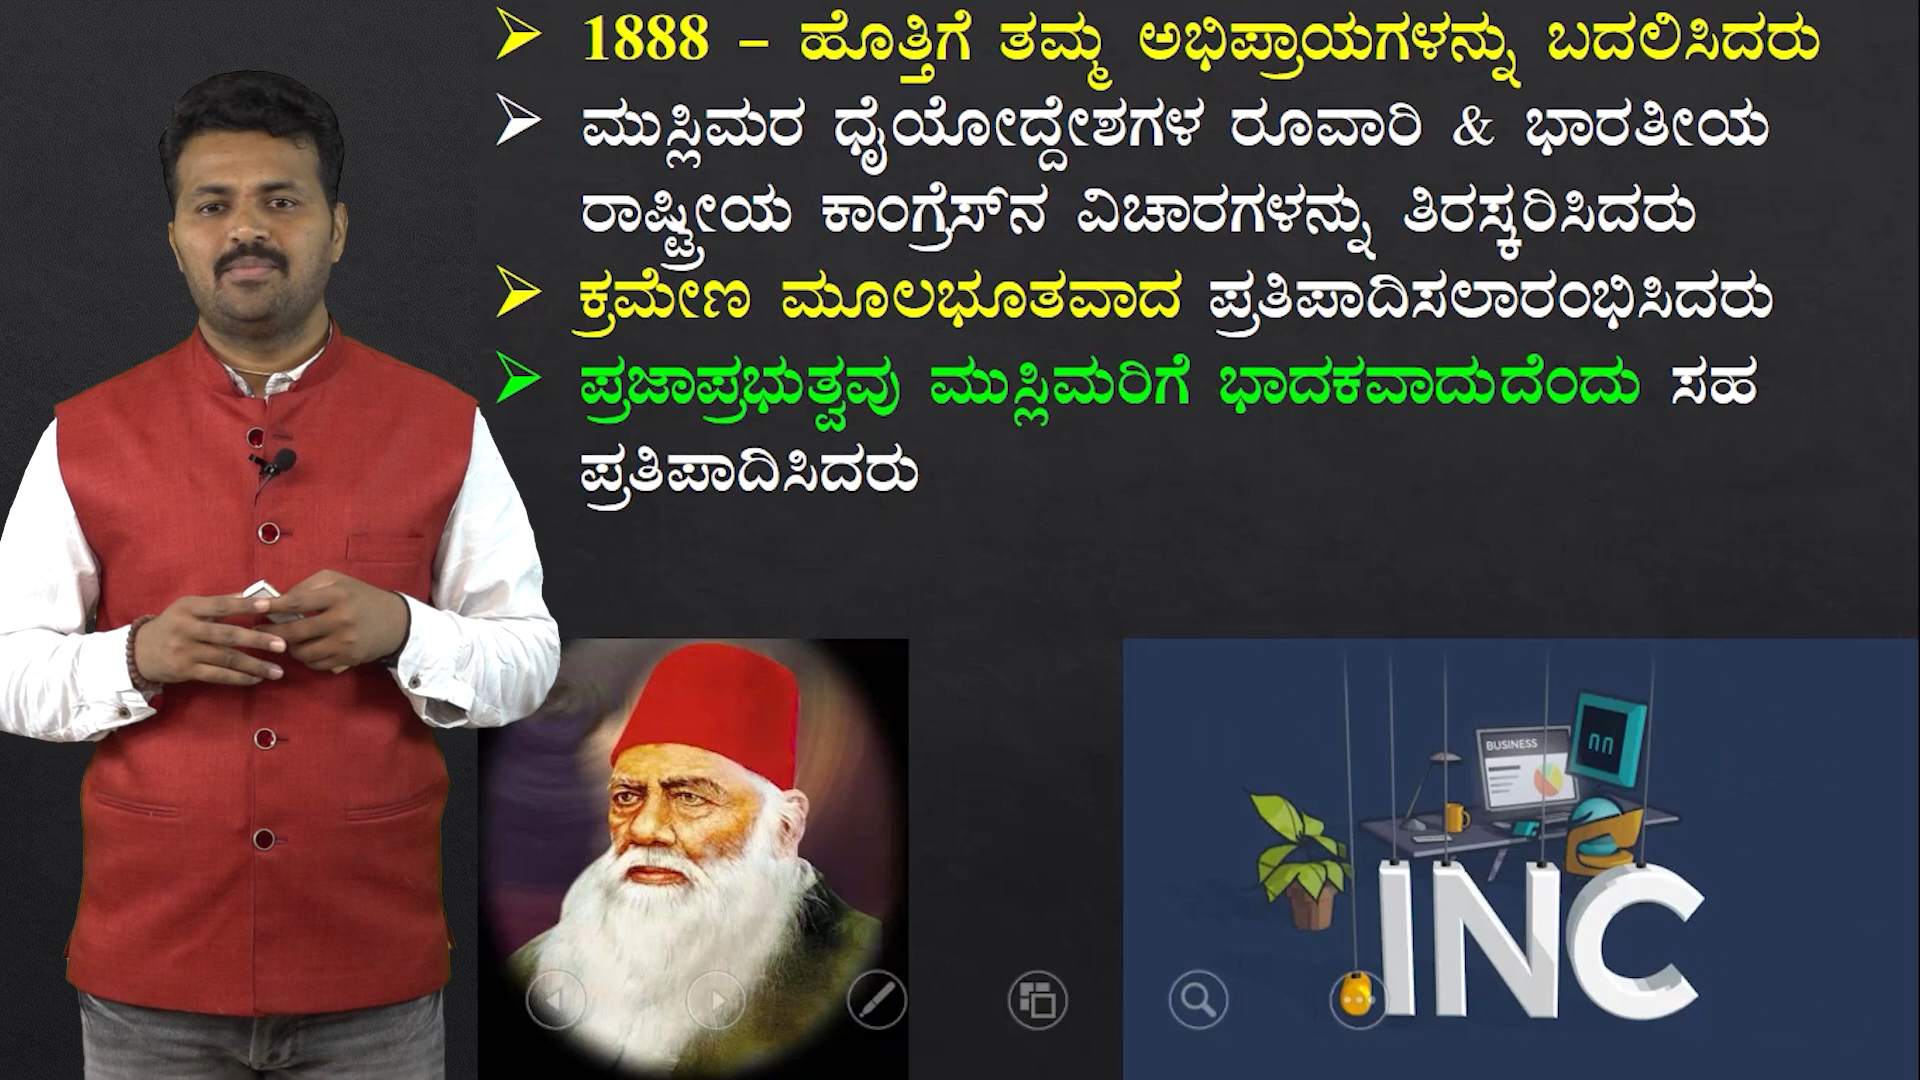 1888 – ಹೊತ್ತಿಗೆ ತಮ್ಮ ಅಭಿಪ್ರಾಯಗಳನ್ನು ಬದಲಿಸಿದರು
ಮುಸ್ಲಿಮರ ಧೈಯೋದ್ದೇಶಗಳ ರೂವಾರಿ & ಭಾರತೀಯ
ರಾಷ್ಟ್ರೀಯ ಕಾಂಗ್ರೆಸ್‌ನ ವಿಚಾರಗಳನ್ನು ತಿರಸ್ಕರಿಸಿದರು
ಕ್ರಮೇಣ ಮೂಲಭೂತವಾದ ಪ್ರತಿಪಾದಿಸಲಾರಂಭಿಸಿದರು
ಪ್ರಜಾಪ್ರಭುತ್ವವು ಮುಸ್ಲಿಮರಿಗೆ ಭಾದಕವಾದುದೆಂದು ಸಹ
ಪ್ರತಿಪಾದಿಸಿದರು
BUSINESS
INC